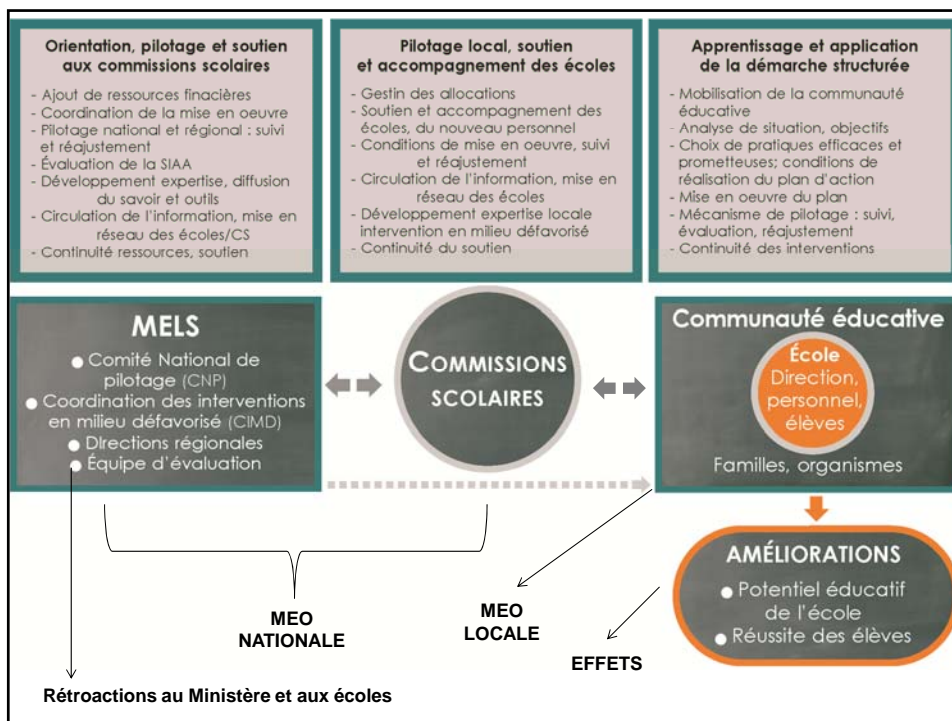 Orientation, pilotage et soutien
aux commissions scolaires
- Ajout de ressources finacières
- Coordination de la mise en oeuvre
- Pilotage national et régional : suivi
et réajustement
- Évaluation de la SIAA
- Développement expertise, diffusion
du savoir et outils
- Circulation de l'information, mise en
réseau des écoles/CS
- Continuité ressources, soutien
Pilotage local, soutien
et accompagnement des écoles
- Gestin des allocations
- Soutien et accompagnement des
écoles, du nouveau personnel
- Conditions de mise en oeuvre, suivi
et réajustement
- Circulation de l'information, mise en
réseau des écoles
- Développement expertise locale
intervention en milieu défavorisé
- Continuité du soutien
Apprentissage et application
de la démarche structurée
- Mobilisation de la communauté
éducative
- Analyse de situation, objectifs
- Choix de pratiques efficaces et
prometteuses; conditions de
réalisation du plan d'action
- Mise en oeuvre du plan
- Mécanisme de pilotage : suivi,
évaluation, réajustement
- Continuité des interventions
MELS
● Comité National de
pilotage (CNP)
● Coordination des interventions
en milieu défavorisé (CIMD)
● DIrections régionales
● Équipe d'évaluation
COMMISSIONS
SCOLAIRES
Communauté éducative
École
Direction,
personnel,
élèves
Familles, organismes
AMÉLIORATIONS
● Potentiel éducatif
de l'école
● Réussite des élèves
MEO
NATIONALE
MEO
LOCALE
EFFETS
Rétroactions au Ministère et aux écoles